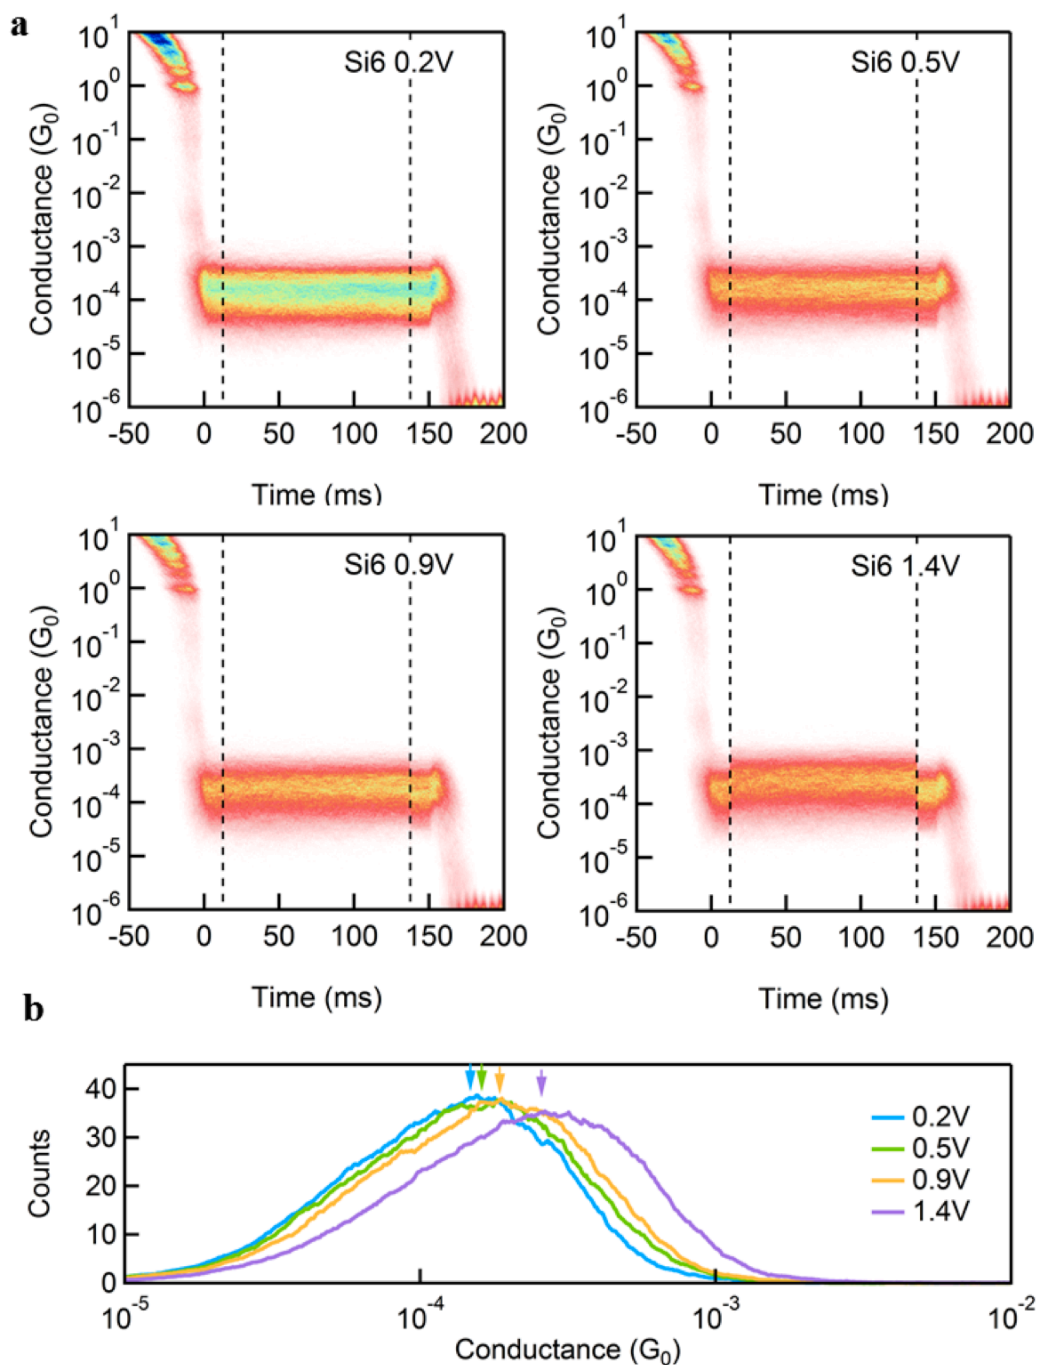 a
Si6 0.2V
Conductance (G0)
10^1
10^0
10^-1
10^-2
10^-3
10^-4
10^-5
10^-6
-50 0 50 100 150 200
Time (ms)
Si6 0.5V
Conductance (G0)
10^1
10^0
10^-1
10^-2
10^-3
10^-4
10^-5
10^-6
-50 0 50 100 150 200
Time (ms)
Si6 0.9V
Conductance (G0)
10^1
10^0
10^-1
10^-2
10^-3
10^-4
10^-5
10^-6
-50 0 50 100 150 200
Time (ms)
Si6 1.4V
Conductance (G0)
10^1
10^0
10^-1
10^-2
10^-3
10^-4
10^-5
10^-6
-50 0 50 100 150 200
Time (ms)
b
Counts
40
30
20
10
0
0.2V
0.5V
0.9V
1.4V
10^-5 10^-4 10^-3 10^-2
Conductance (G0)